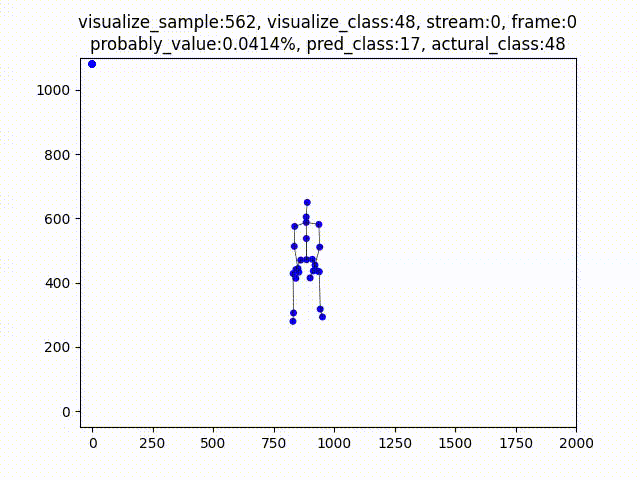 visualize_sample:562, visualize_class:48, stream:0, frame:0
probably_value:0.0414%, pred_class:17, actural_class:48
1000
800
600
400
200
0
0 250 500 750 1000 1250 1500 1750 2000